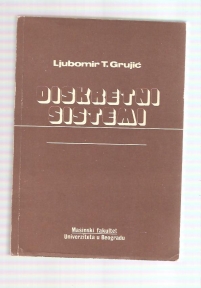 Ljubomir T. Grujić
DISKRETNI
SISTEMI
Mašinski fakultet
Univerziteta u Beogradu